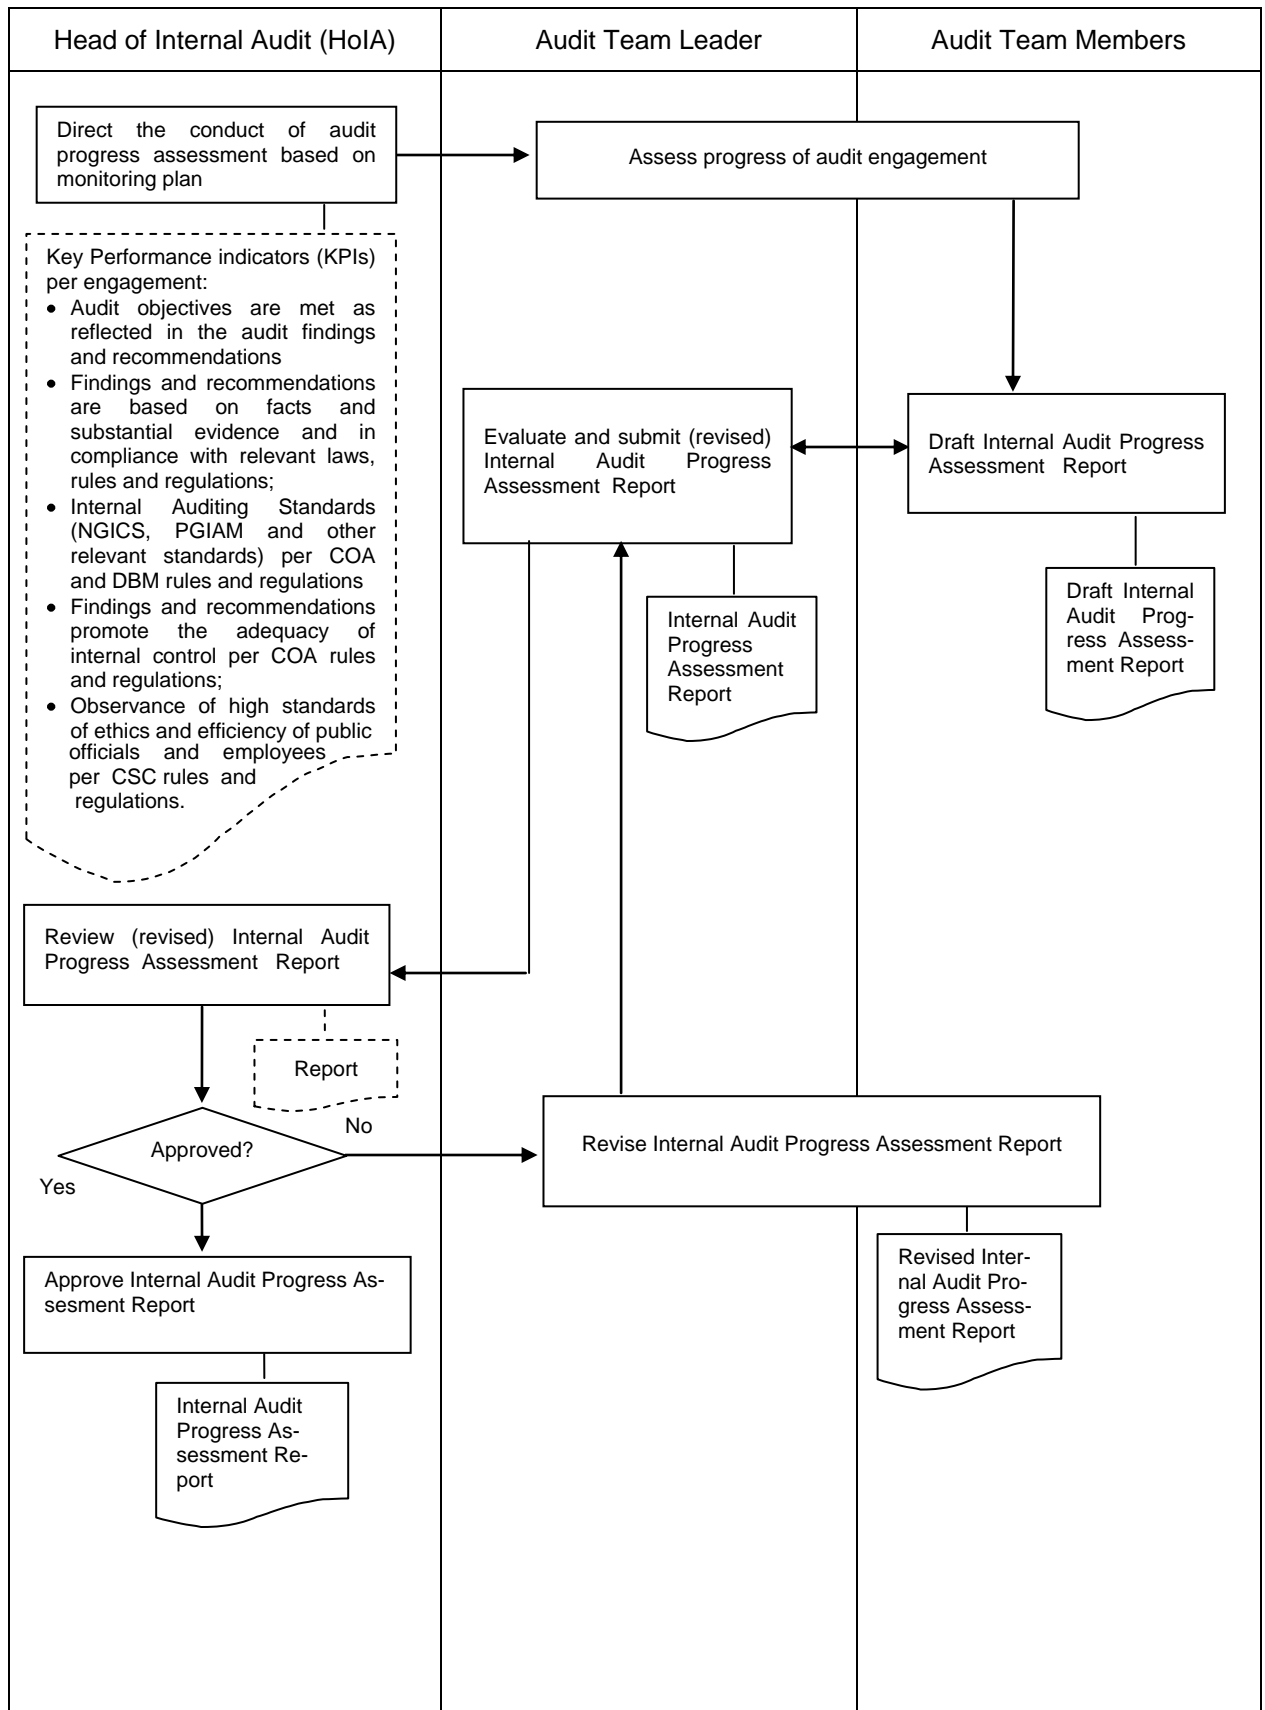 Head of Internal Audit (HoIA)
Audit Team Leader
Audit Team Members
Direct the conduct of audit
progress assessment based on
monitoring plan
Assess progress of audit engagement
Key Performance indicators (KPIs)
per engagement:
• Audit objectives are met as
reflected in the audit findings
and recommendations
• Findings and recommendations
are based on facts and
substantial evidence and in
compliance with relevant laws,
rules and regulations;
• Internal Auditing Standards
(NGICS, PGIAM and other
relevant standards) per COA
and DBM rules and regulations
• Findings and recommendations
promote the adequacy of
internal control per COA rules
and regulations;
• Observance of high standards
of ethics and efficiency of public
officials and employees
per CSC rules and
regulations.
Evaluate and submit (revised)
Internal Audit Progress
Assessment Report
Draft Internal Audit Progress
Assessment Report
Internal Audit
Progress
Assessment
Report
Draft Internal
Audit Prog-
ress Assess-
ment Report
Review (revised) Internal Audit
Progress Assessment Report
Report
Approved?
No
Yes
Revise Internal Audit Progress Assessment Report
Approve Internal Audit Progress As-
sesment Report
Revised Inter-
nal Audit Pro-
gress Assess-
ment Report
Internal Audit
Progress As-
sessment Re-
port